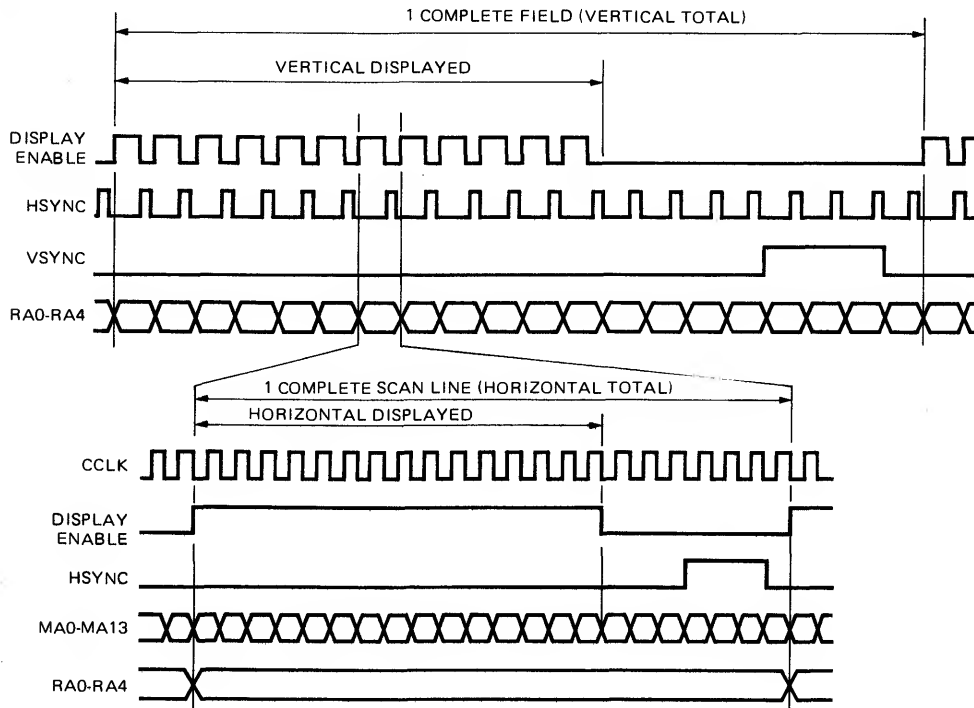 1 COMPLETE FIELD (VERTICAL TOTAL)
VERTICAL DISPLAYED
DISPLAY
ENABLE
HSYNC
VSYNC
RA0-RA4
1 COMPLETE SCAN LINE (HORIZONTAL TOTAL)
HORIZONTAL DISPLAYED
CCLK
DISPLAY
ENABLE
HSYNC
MA0-MA13
RA0-RA4